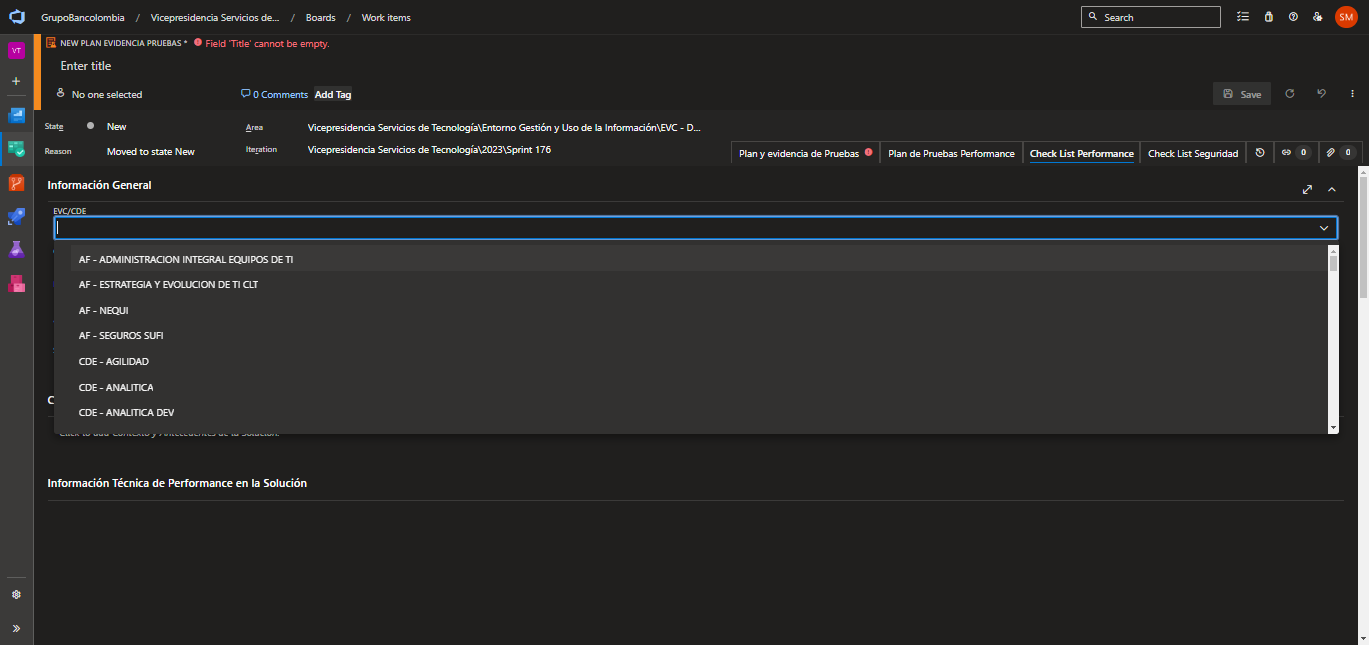 GrupoBancolombia / Vicepresidencia Servicios de... / Boards / Work items
Search
SM
VT
NEW PLAN EVIDENCIA PRUEBAS * Field 'Title' cannot be empty.
Enter title
No one selected
0 Comments
Add Tag
Save
State
New
Area
Vicepresidencia Servicios de Tecnología\Entorno Gestión y Uso de la Información\EVC - D...
Reason
Moved to state New
Iteration
Vicepresidencia Servicios de Tecnología\2023\Sprint 176
Plan y evidencia de Pruebas
Plan de Pruebas Performance
Check List Performance
Check List Seguridad
0
0
Información General
EVC/CDE
AF - ADMINISTRACION INTEGRAL EQUIPOS DE TI
AF - ESTRATEGIA Y EVOLUCION DE TI CLT
AF - NEQUI
AF - SEGUROS SUFI
CDE - AGILIDAD
CDE - ANALITICA
CDE - ANALITICA DEV
Click to add Contexto y Antecedentes de la Solución.
Información Técnica de Performance en la Solución